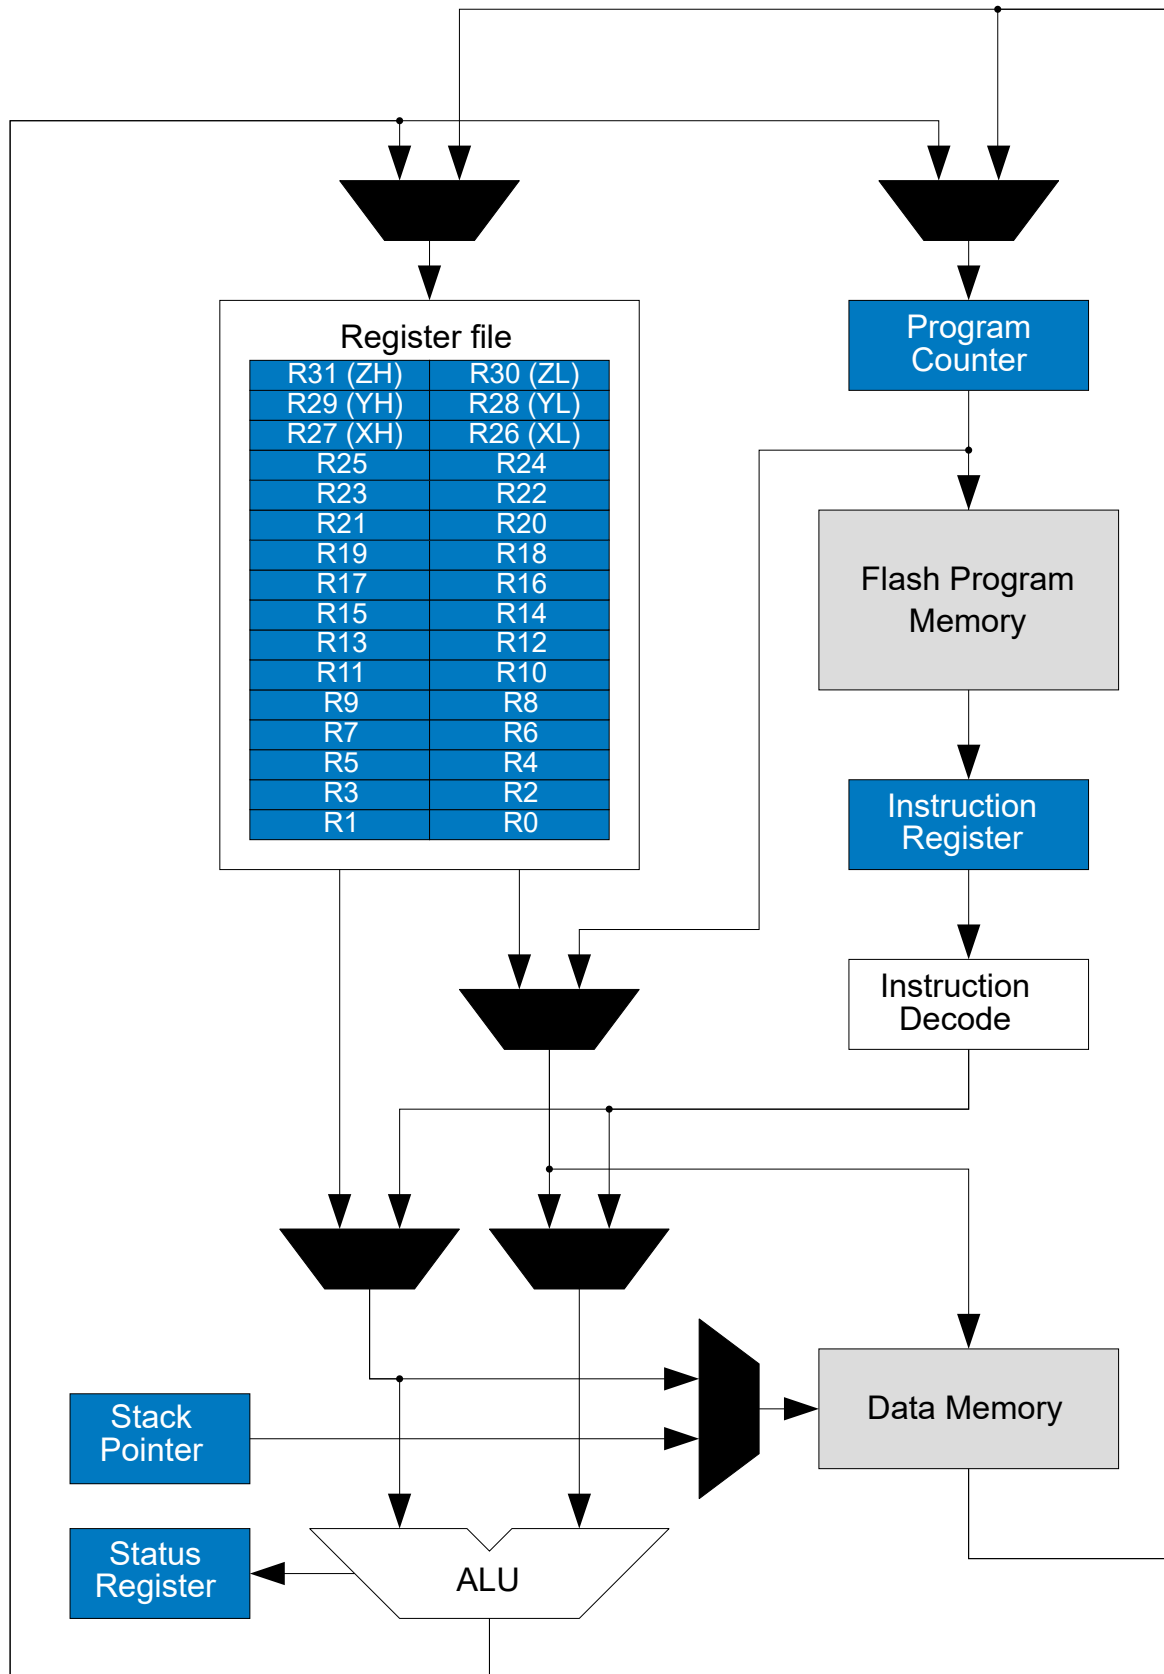 Register file
R31 (ZH) R30 (ZL)
R29 (YH) R28 (YL)
R27 (XH) R26 (XL)
R25 R24
R23 R22
R21 R20
R19 R18
R17 R16
R15 R14
R13 R12
R11 R10
R9 R8
R7 R6
R5 R4
R3 R2
R1 R0
Program
Counter
Flash Program
Memory
Instruction
Register
Instruction
Decode
Stack
Pointer
Data Memory
Status
Register
ALU